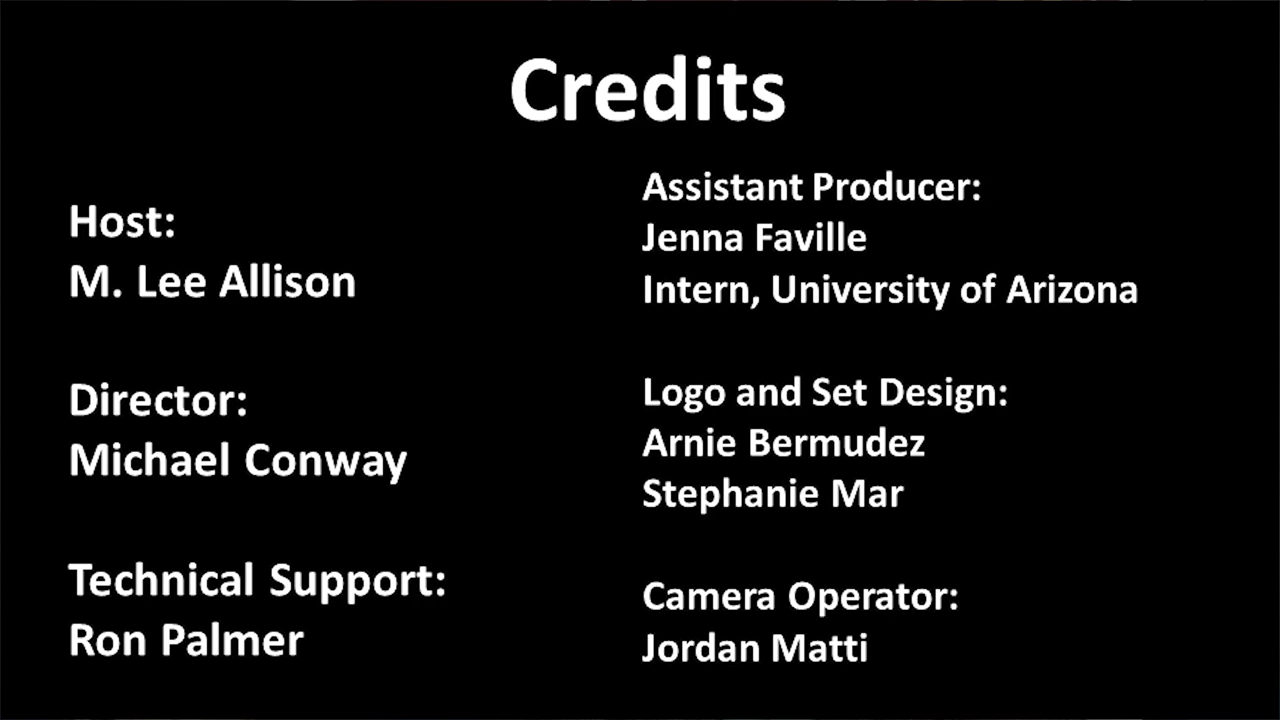 Credits
Host:
M. Lee Allison
Director:
Michael Conway
Technical Support:
Ron Palmer
Assistant Producer:
Jenna Faville
Intern, University of Arizona
Logo and Set Design:
Arnie Bermudez
Stephanie Mar
Camera Operator:
Jordan Matti